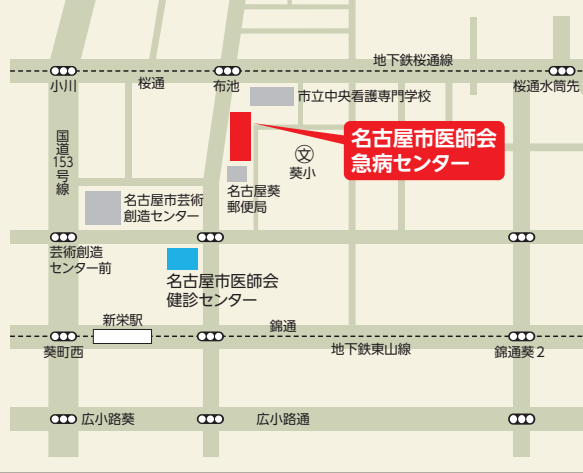 地下鉄桜通線
小川
桜通
布池
桜通水筒先
市立中央看護専門学校
名古屋市医師会
急病センター
国道153号線
文
葵小
名古屋葵
郵便局
名古屋市芸術
創造センター
芸術創造
センター前
名古屋市医師会
健診センター
新栄駅
錦通
葵町西
地下鉄東山線
錦通葵2
広小路葵
広小路通